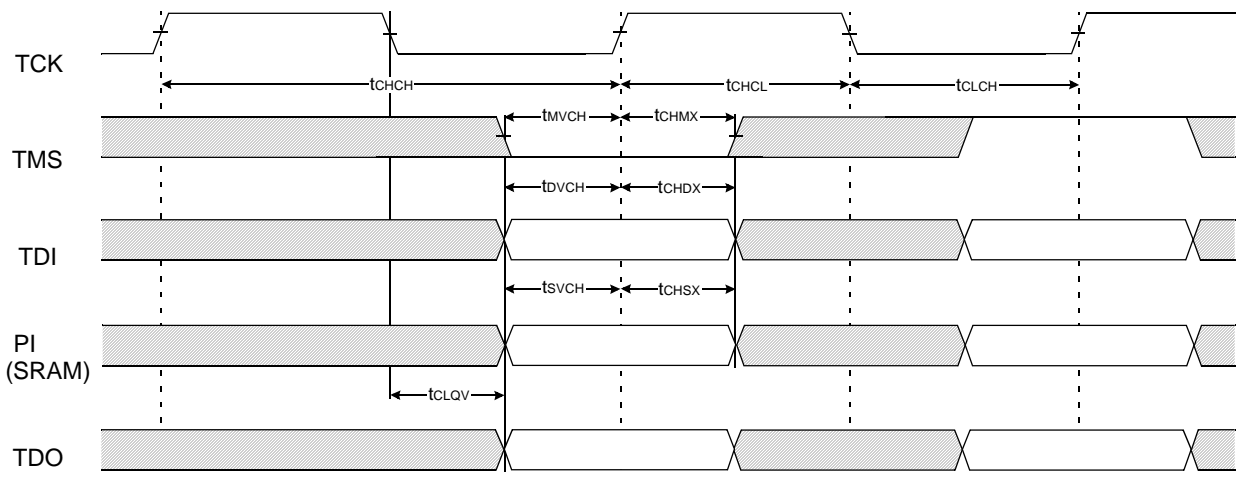 TCK
tCHCH
tCHCL
tCLCH
tMVCH
tCHMX
TMS
tDVCH
tCHDX
TDI
tSVCH
tCHSX
PI
(SRAM)
tCLQV
TDO